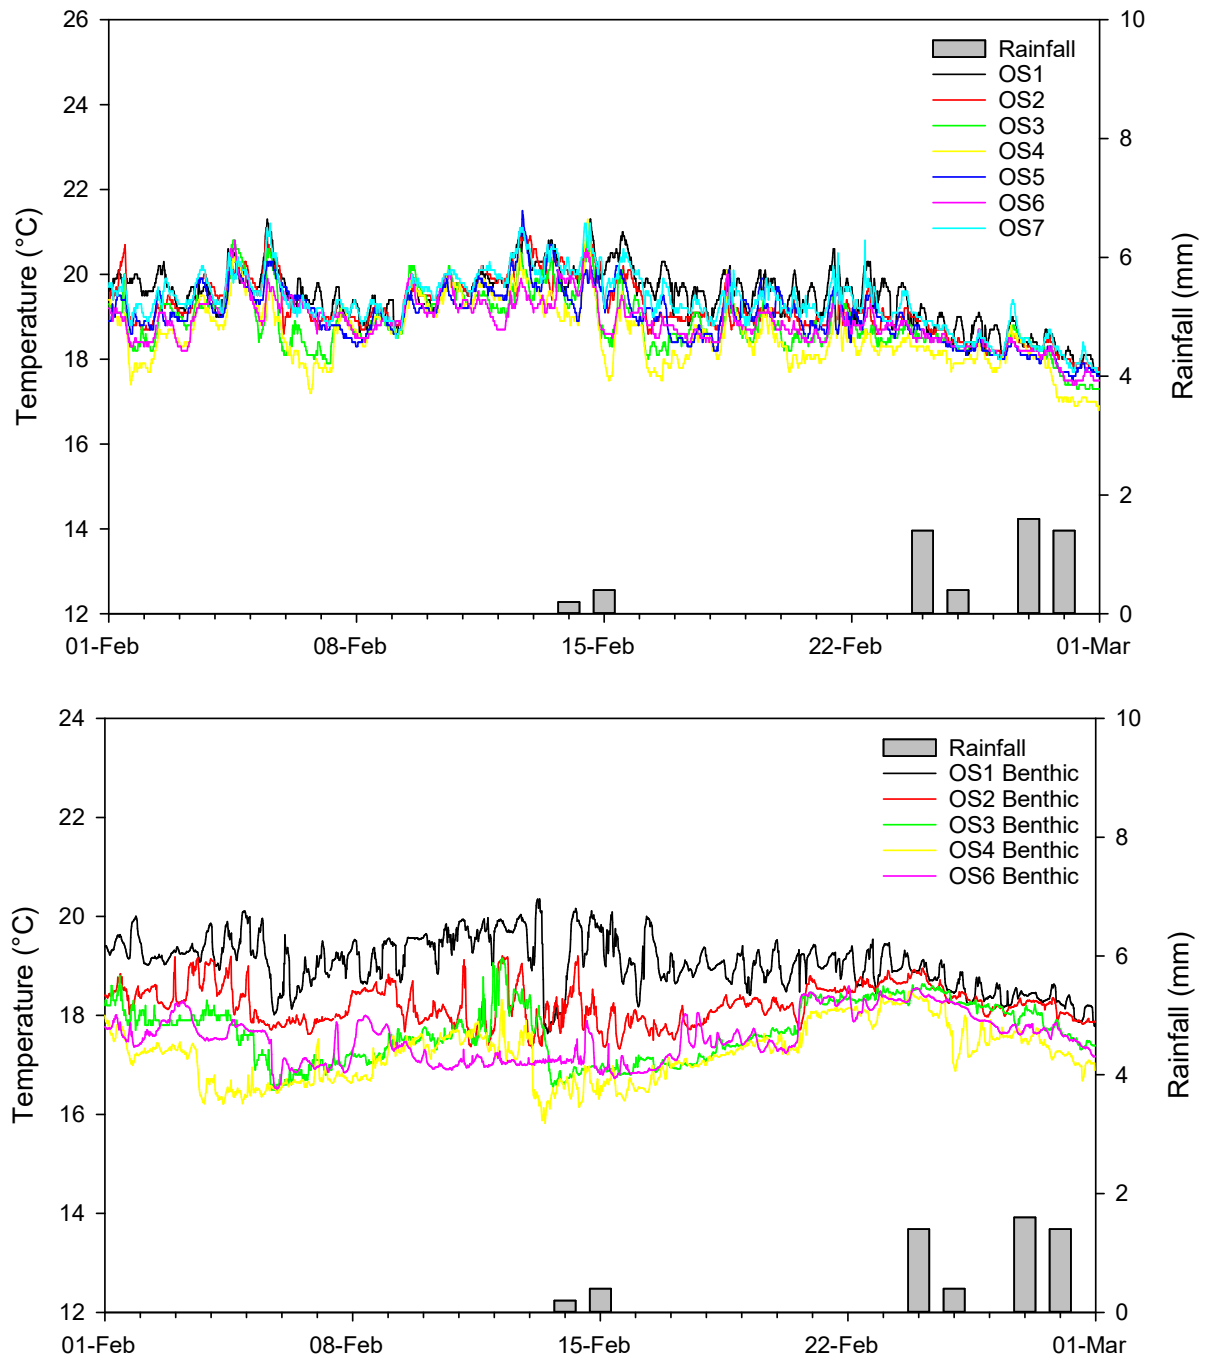 26
24
22
20
18
16
14
12
Temperature (°C)
10
8
6
4
2
0
Rainfall (mm)
Rainfall
OS1
OS2
OS3
OS4
OS5
OS6
OS7
01-Feb
08-Feb
15-Feb
22-Feb
01-Mar
24
22
20
18
16
14
12
Temperature (°C)
10
8
6
4
2
0
Rainfall (mm)
Rainfall
OS1 Benthic
OS2 Benthic
OS3 Benthic
OS4 Benthic
OS6 Benthic
01-Feb
08-Feb
15-Feb
22-Feb
01-Mar